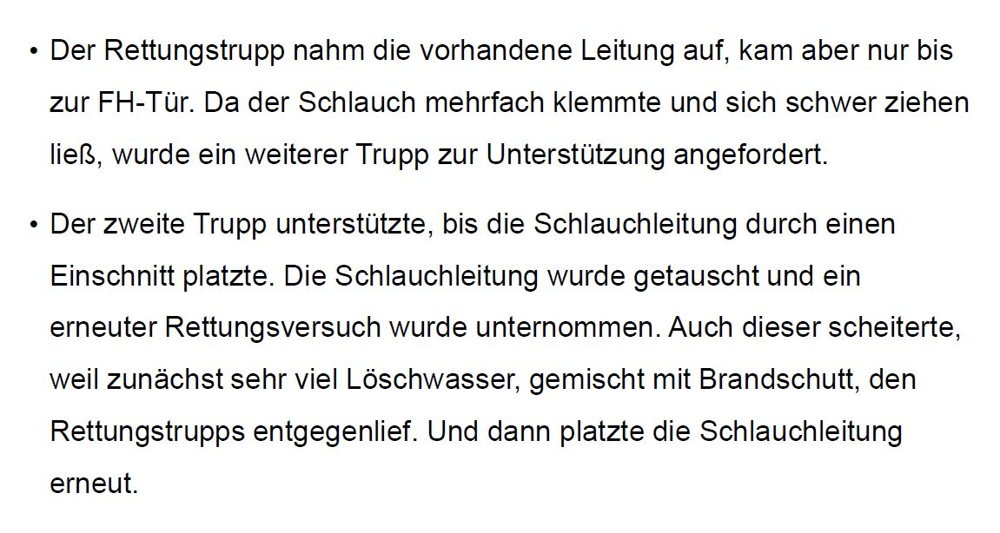 • Der Rettungstrupp nahm die vorhandene Leitung auf, kam aber nur bis
zur FH-Tür. Da der Schlauch mehrfach klemmte und sich schwer ziehen
ließ, wurde ein weiterer Trupp zur Unterstützung angefordert.
• Der zweite Trupp unterstützte, bis die Schlauchleitung durch einen
Einschnitt platzte. Die Schlauchleitung wurde getauscht und ein
erneuter Rettungsversuch wurde unternommen. Auch dieser scheiterte,
weil zunächst sehr viel Löschwasser, gemischt mit Brandschutt, den
Rettungstrupps entgegenlief. Und dann platzte die Schlauchleitung
erneut.